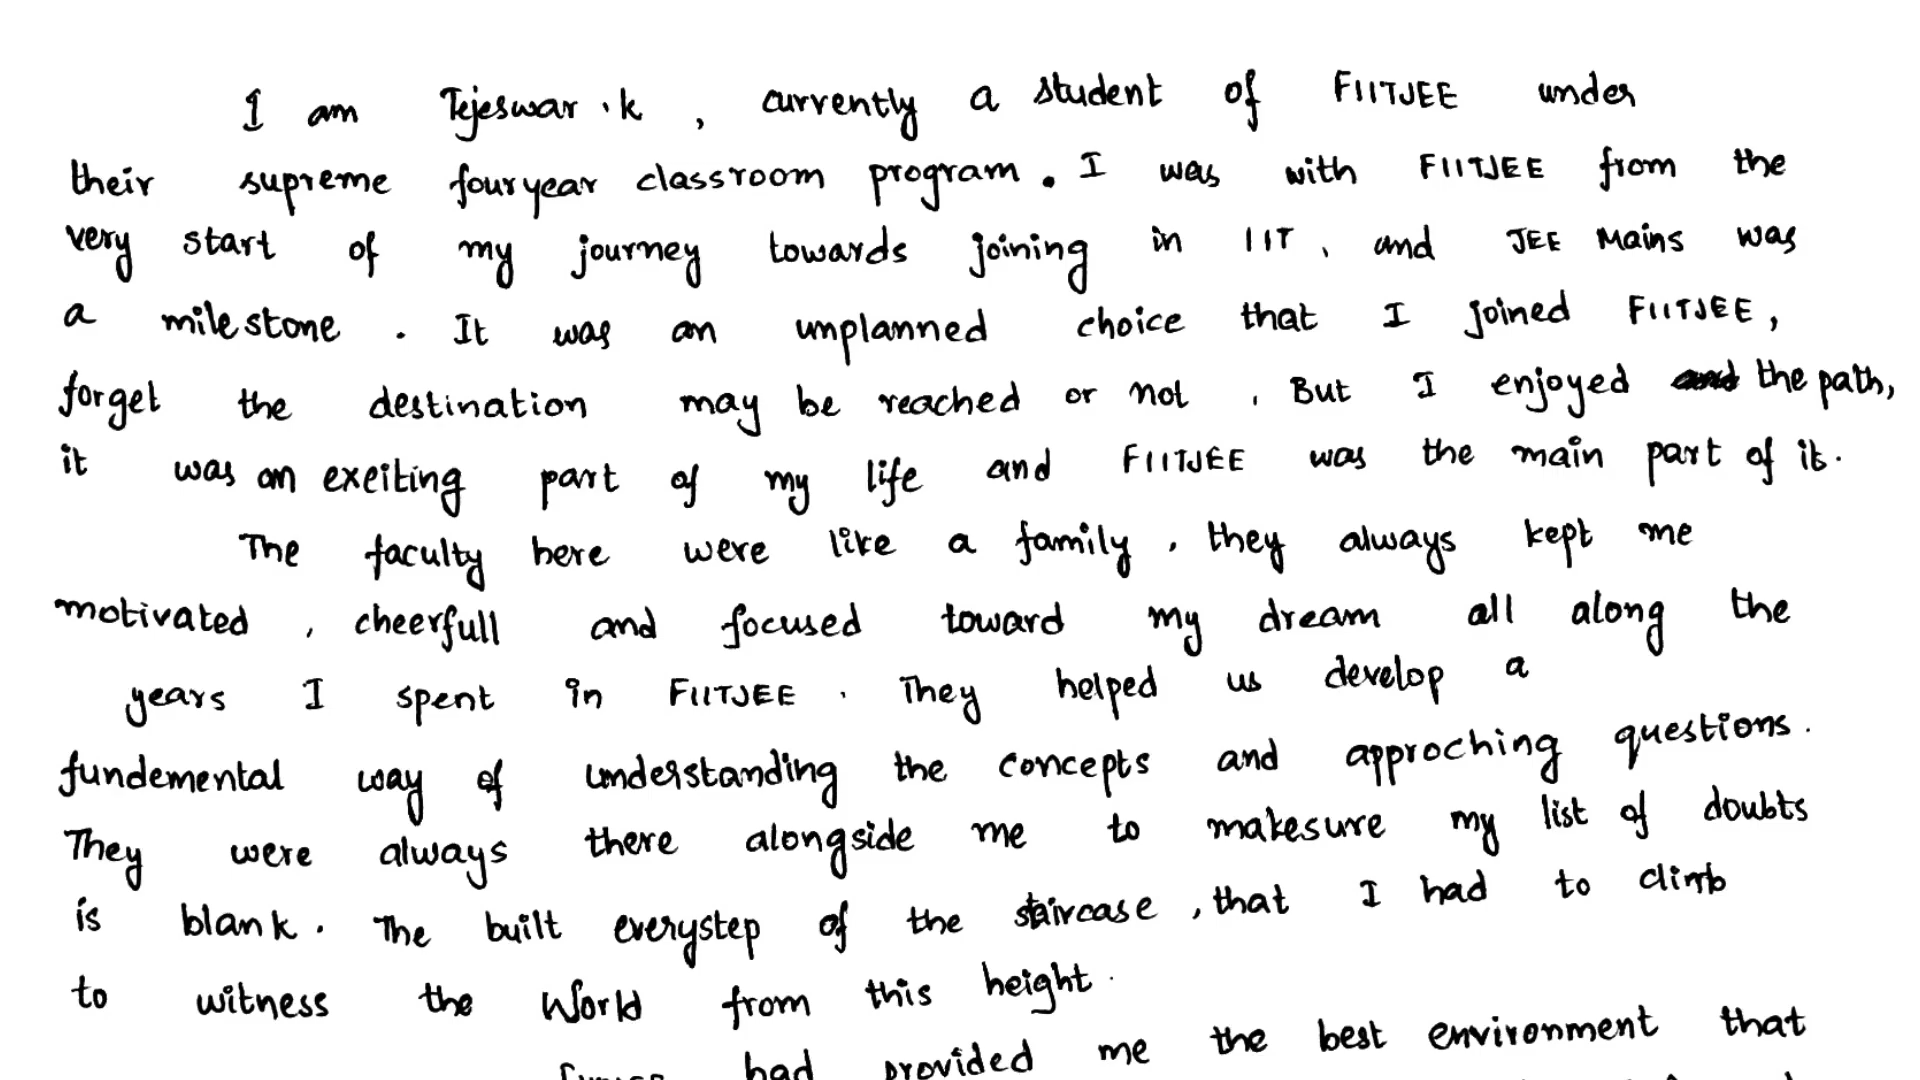 I am Tejeswar .k , currently a student of FIITJEE under
their supreme fouryear classroom program. I was with FIITJEE from the
very start of my journey towards joining in IIT , and JEE Mains was
a milestone . It was an unplanned choice that I joined FIITJEE,
forget the destination may be reached or not . But I enjoyed the path,
it was an exeiting part of my life and FIITJEE was the main part of it.
The faculty here were like a family . they always kept me
motivated , cheerfull and focused toward my dream all along the
years I spent in FIITJEE . They helped us develop a
fundemental way of understanding the concepts and approching questions.
They were always there alongside me to makesure my list of doubts
is blank. The built everystep of the staircase , that I had to climb
to witness the World from this height.
had provided me the best environment that